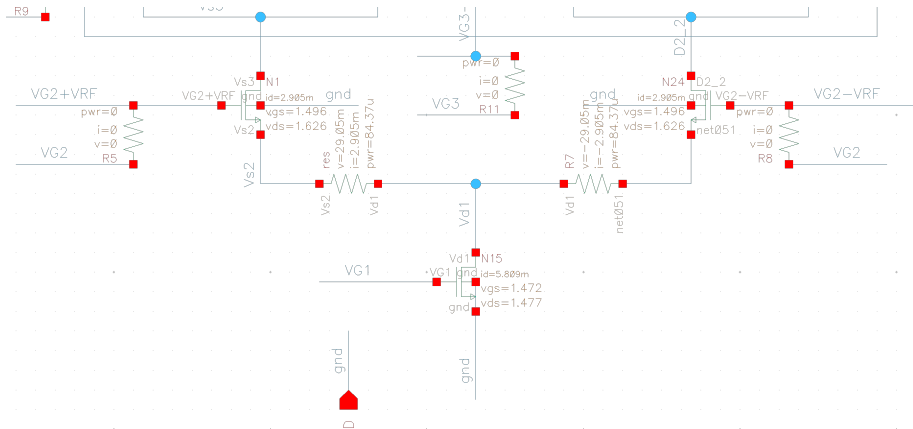 R9
Vs3
VG3-
D2_2
VG2+VRF
pwr=0
i=0
v=0
R5
VG2
Vs3
N1
VG2+VRF
gnd
id=2.905m
vgs=1.496
vds=1.626
gnd
Vs2
Vs2
res
v=29.05m
i=2.905m
pwr=84.37u
Vs2
Vd1
pwr=0
i=0
v=0
VG3
R11
N24
D2_2
gnd
id=2.905m
gnd
VG2-VRF
vgs=1.496
vds=1.626
net051
R7
v=-29.05m
i=-2.905m
pwr=84.37u
Vd1
net051
VG2-VRF
pwr=0
i=0
v=0
R8
VG2
Vd1
Vd1
N15
VG1
VG1
gnd
id=5.809m
vgs=1.472
vds=1.477
gnd
gnd
gnd
D